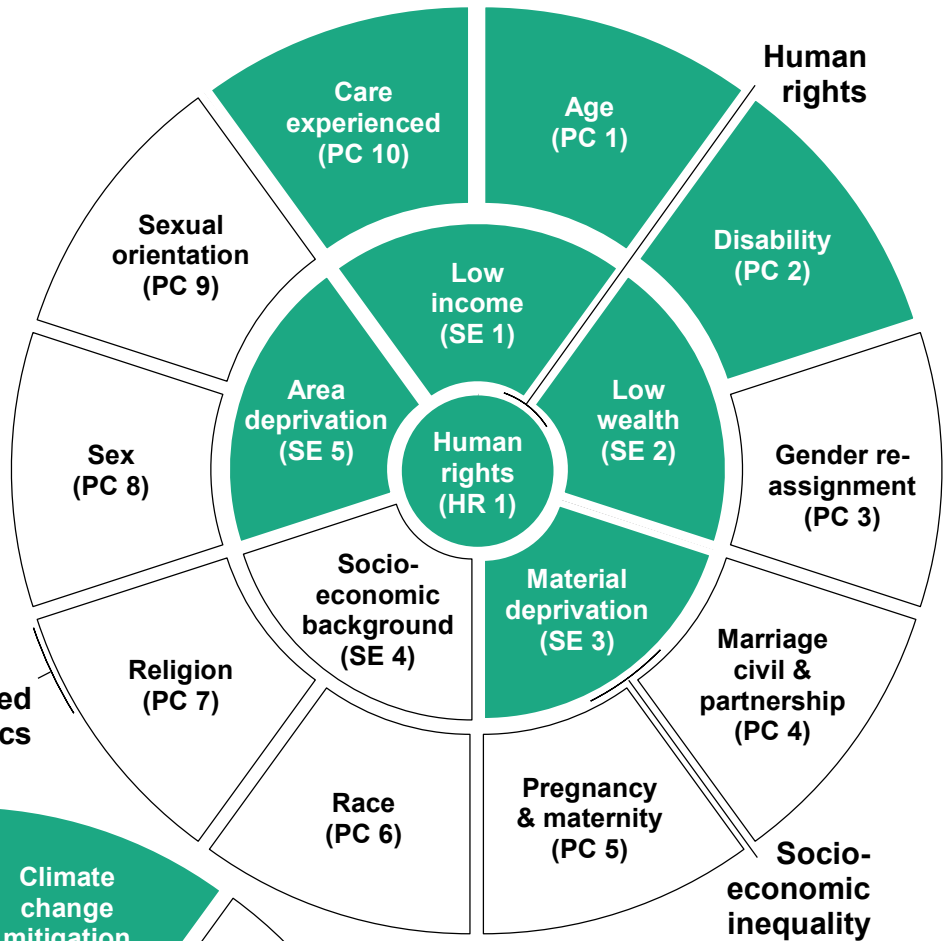 Human
rights
Care
experienced
(PC 10)
Age
(PC 1)
Disability
(PC 2)
Sexual
orientation
(PC 9)
Low
income
(SE 1)
Area
deprivation
(SE 5)
Low
wealth
(SE 2)
Human
rights
(HR 1)
Sex
(PC 8)
Gender re-
assignment
(PC 3)
Socio-
economic
background
(SE 4)
Material
deprivation
(SE 3)
Marriage
civil &
partnership
(PC 4)
Religion
(PC 7)
ed
cs
Race
(PC 6)
Pregnancy
& maternity
(PC 5)
Socio-
economic
inequality
Climate
change
mitigation